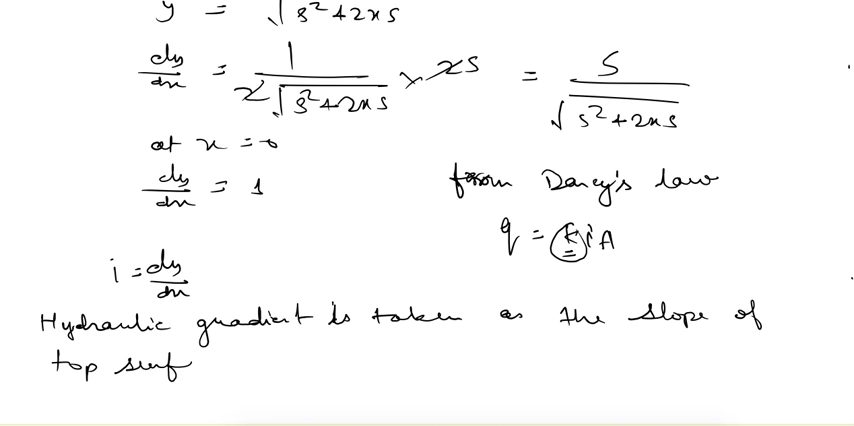 y = √s²+2xs
dy/dx = 1/2√s²+2xs × 2s = s/√s²+2xs
at x = 0
dy/dx = 1
from Darcy's law
q = kiA
i = dy/dx
Hydraulic gradient is taken as the slope of
top surf